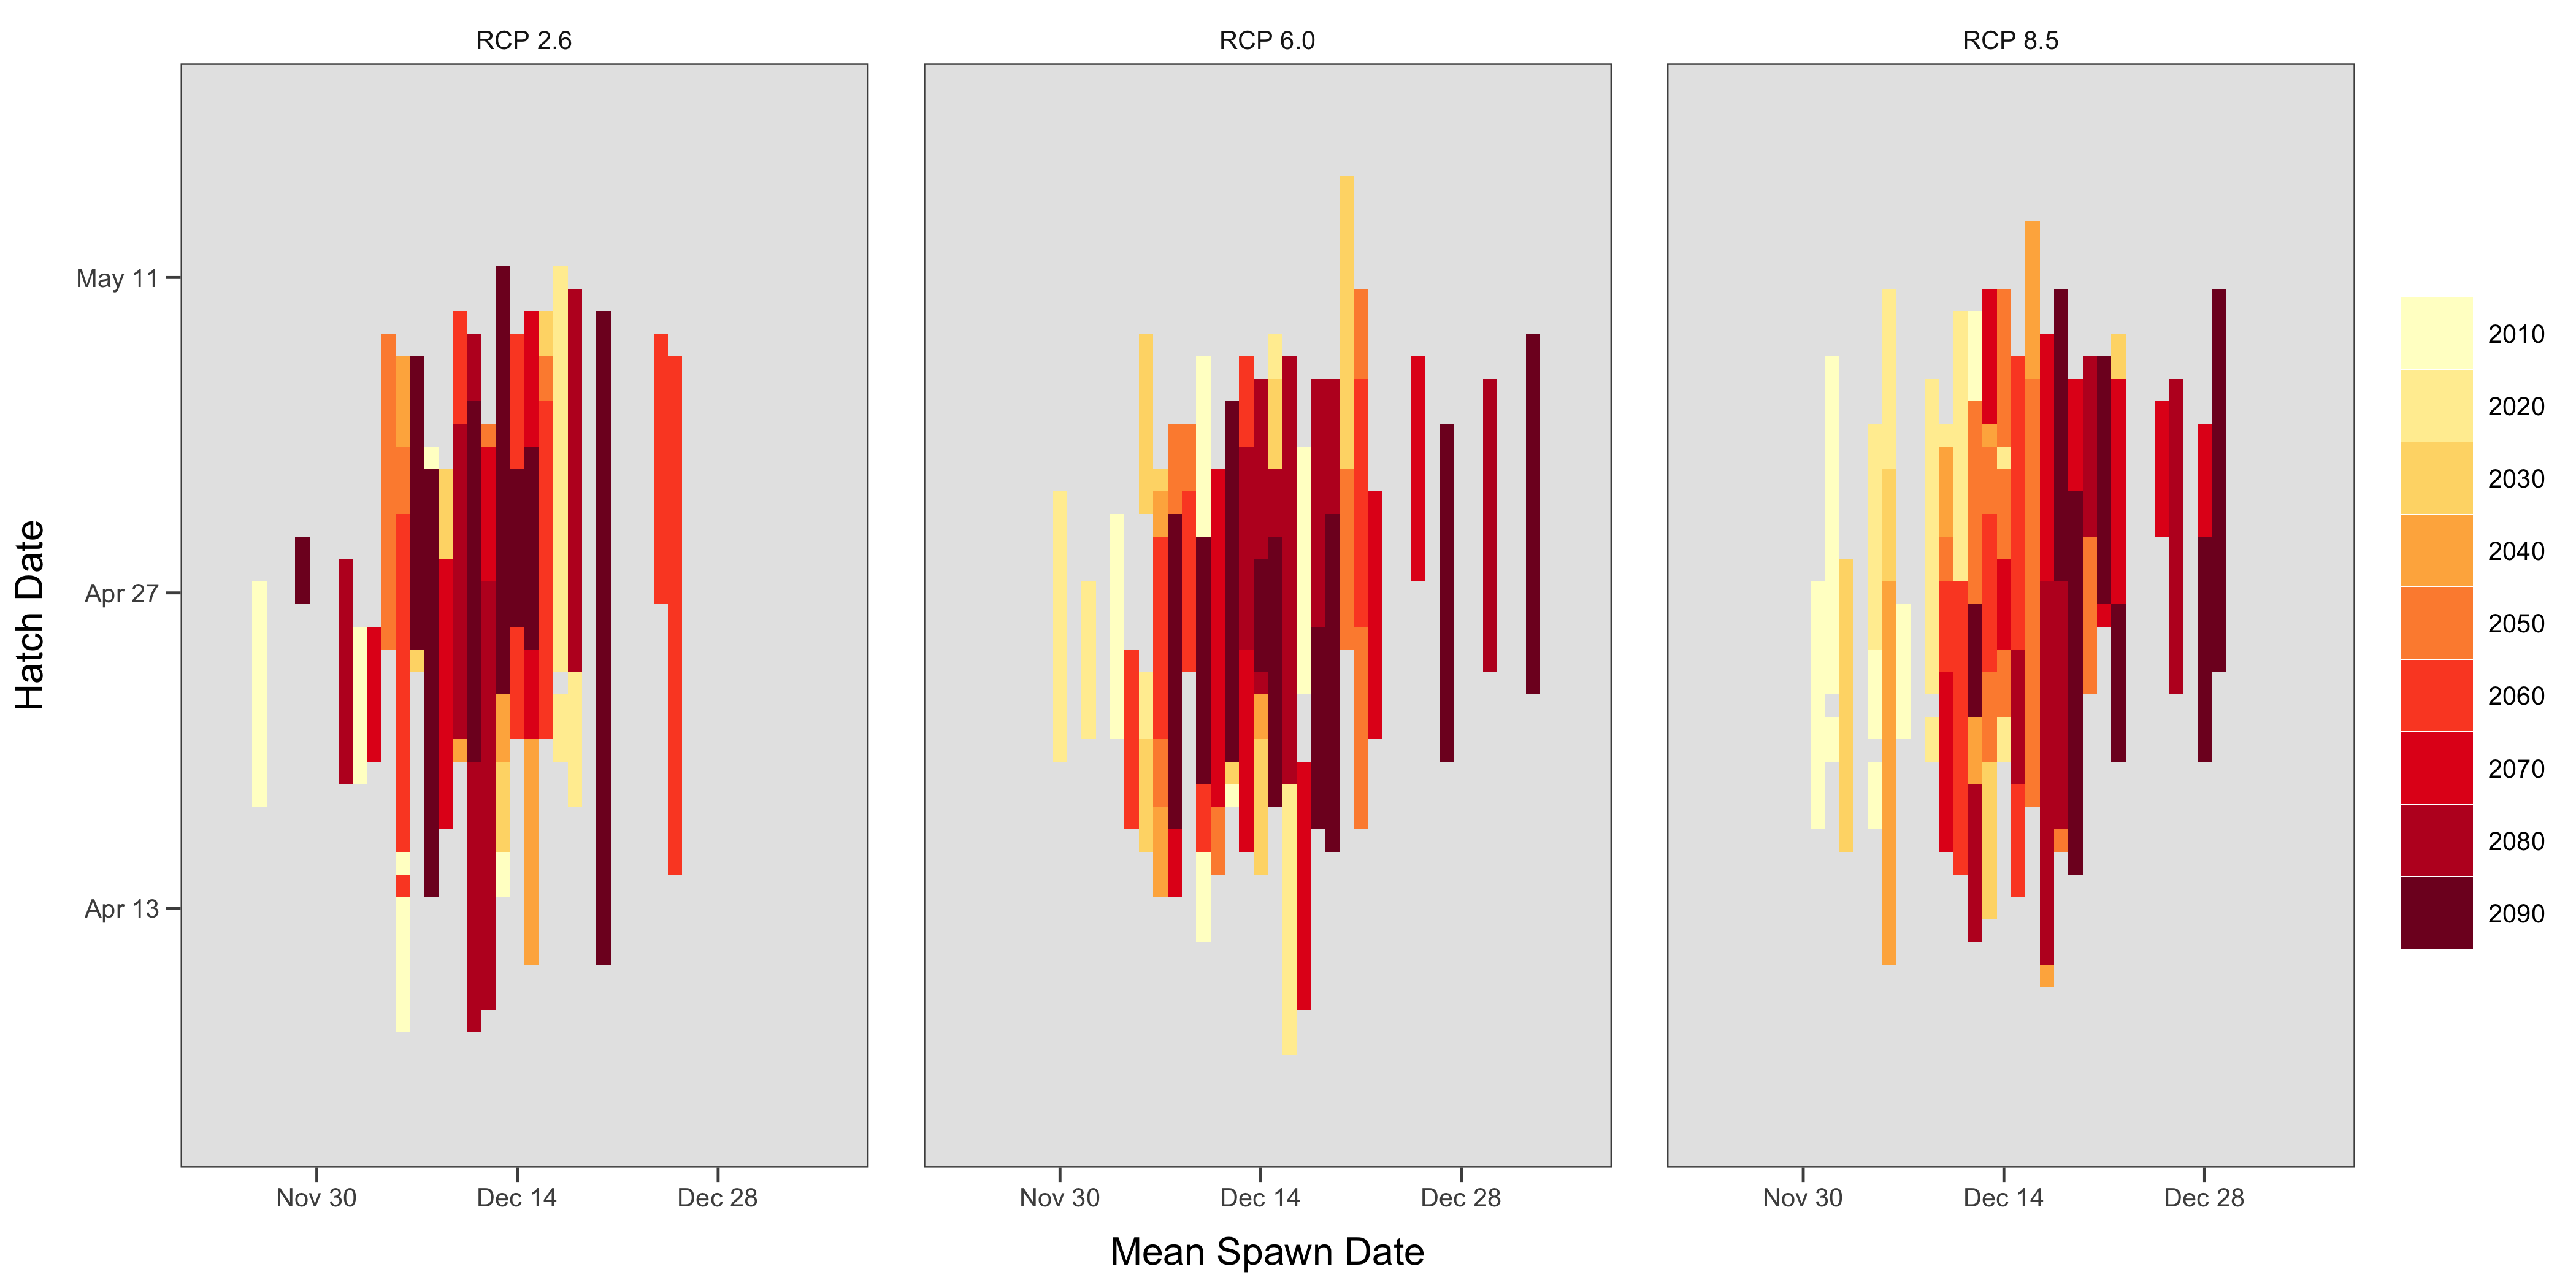 RCP 2.6
RCP 6.0
RCP 8.5
Hatch Date
May 11
Apr 27
Apr 13
2010
2020
2030
2040
2050
2060
2070
2080
2090
Nov 30
Dec 14
Dec 28
Nov 30
Dec 14
Dec 28
Nov 30
Dec 14
Dec 28
Mean Spawn Date